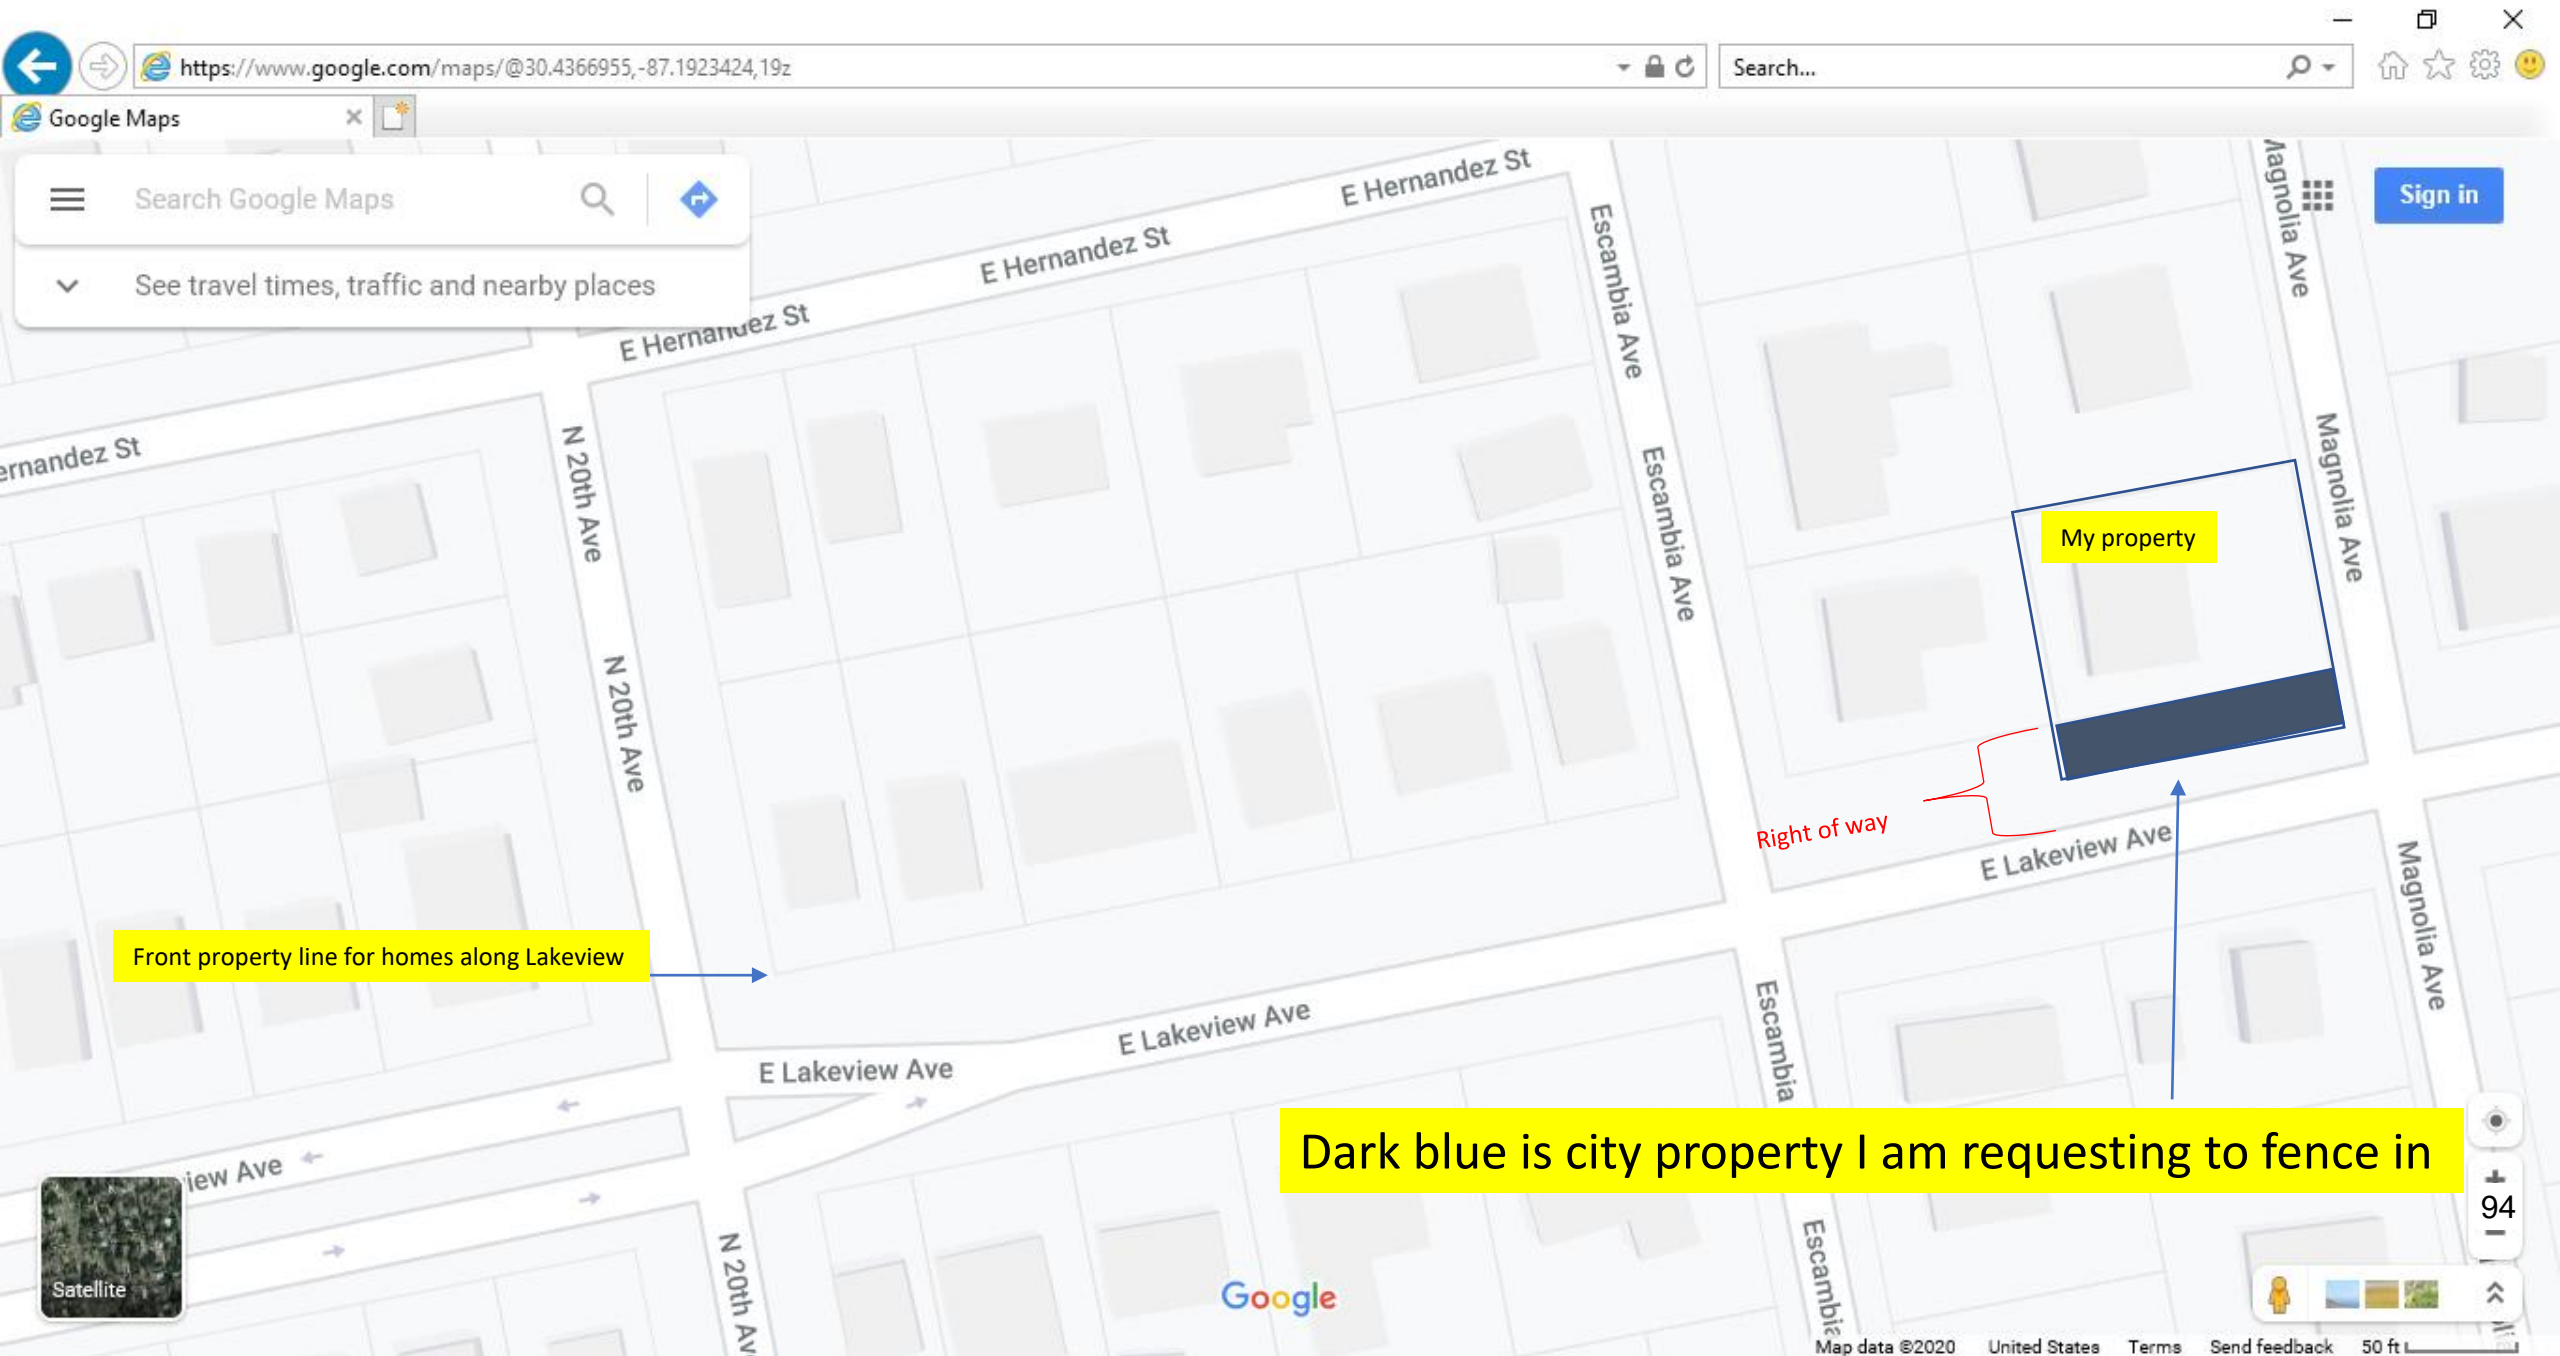 https://www.google.com/maps/@30.4366955,-87.1923424,19z
Search...
Google Maps
Search Google Maps
Sign in
See travel times, traffic and nearby places
E Hernandez St
E Hernandez St
E Hernandez St
ernandez St
Escambia Ave
Magnolia Ave
N 20th Ave
Escambia Ave
Magnolia Ave
My property
N 20th Ave
Right of way
E Lakeview Ave
Magnolia Ave
Front property line for homes along Lakeview
E Lakeview Ave
E Lakeview Ave
Escambia
Dark blue is city property I am requesting to fence in
iew Ave
94
Satellite
N 20th Av
Escambia
Google
Map data ©2020 United States Terms Send feedback 50 ft